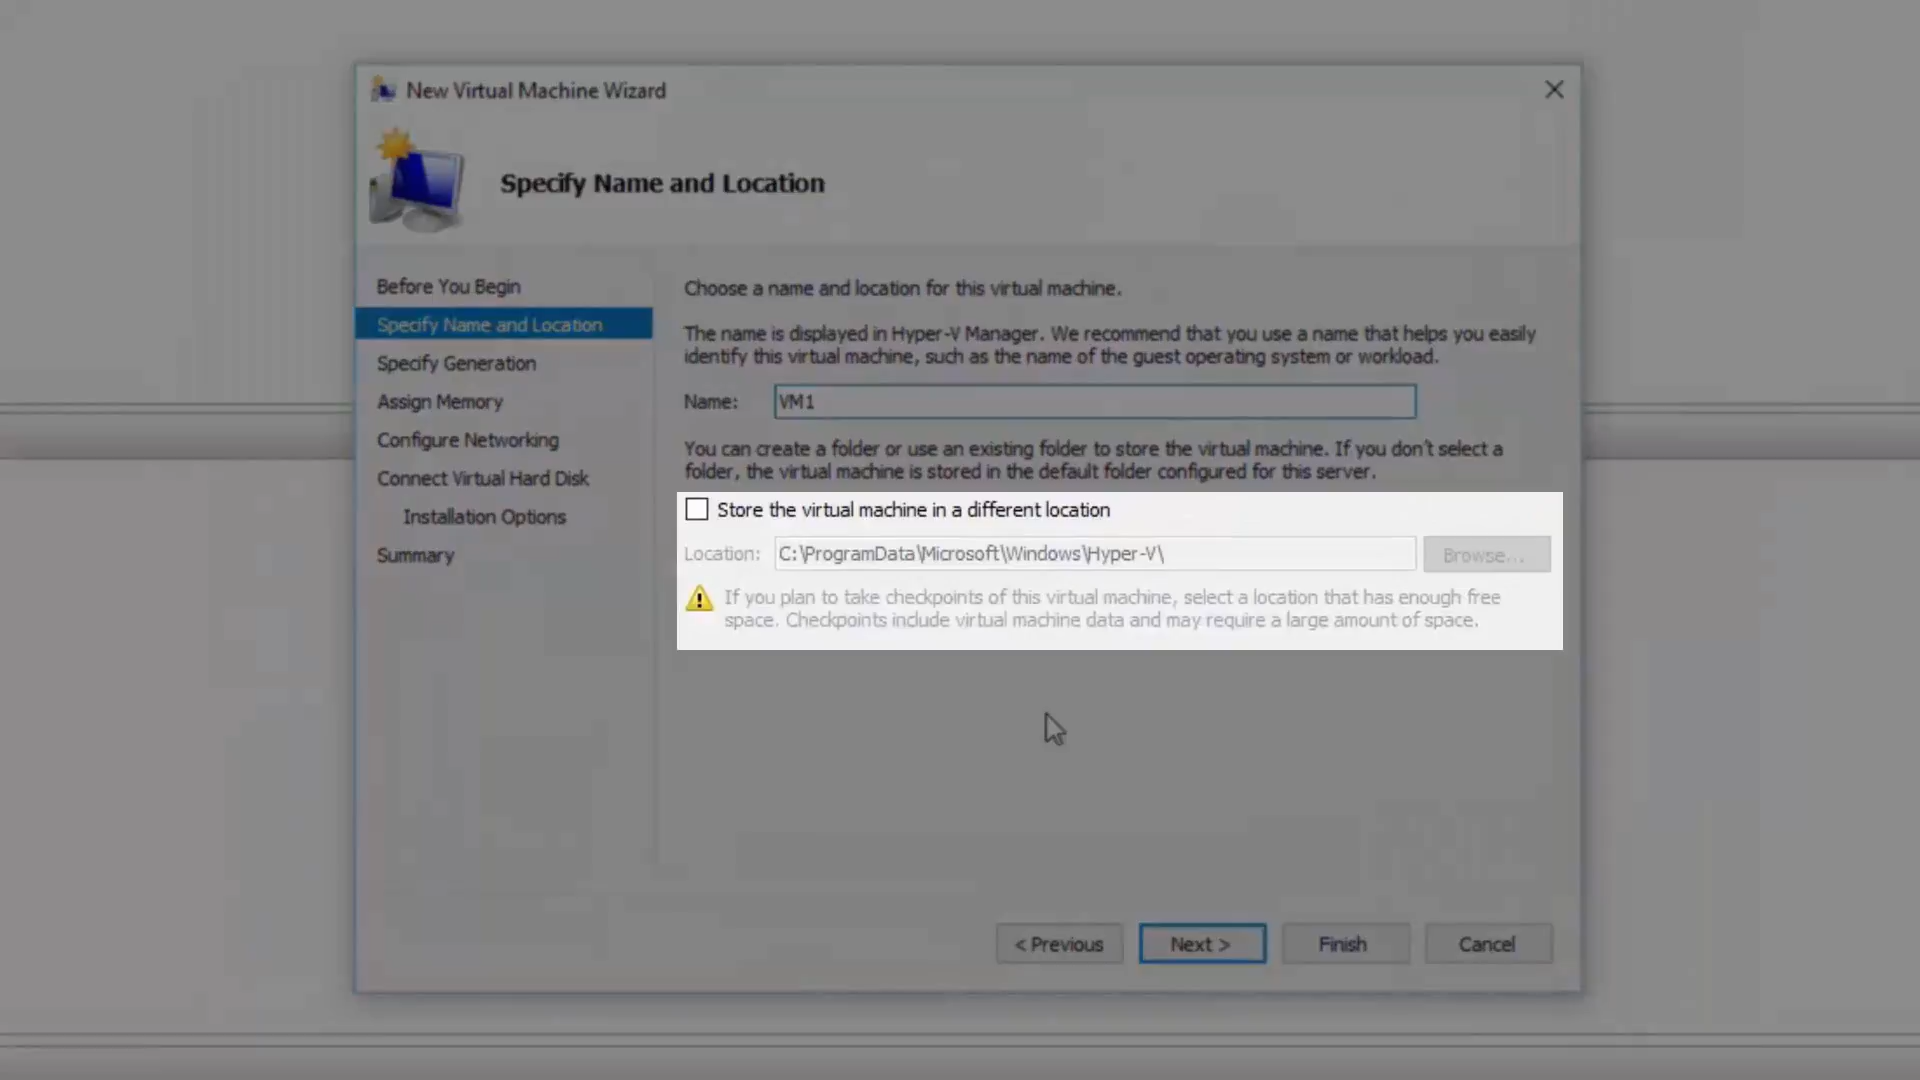 New Virtual Machine Wizard
Specify Name and Location
Before You Begin
Specify Name and Location
Specify Generation
Assign Memory
Configure Networking
Connect Virtual Hard Disk
Installation Options
Summary
Choose a name and location for this virtual machine.
The name is displayed in Hyper-V Manager. We recommend that you use a name that helps you easily
identify this virtual machine, such as the name of the guest operating system or workload.
Name: VM1
You can create a folder or use an existing folder to store the virtual machine. If you don't select a
folder, the virtual machine is stored in the default folder configured for this server.
Store the virtual machine in a different location
Location: C:\ProgramData\Microsoft\Windows\Hyper-V\ Browse...
If you plan to take checkpoints of this virtual machine, select a location that has enough free
space. Checkpoints include virtual machine data and may require a large amount of space.
< Previous Next > Finish Cancel